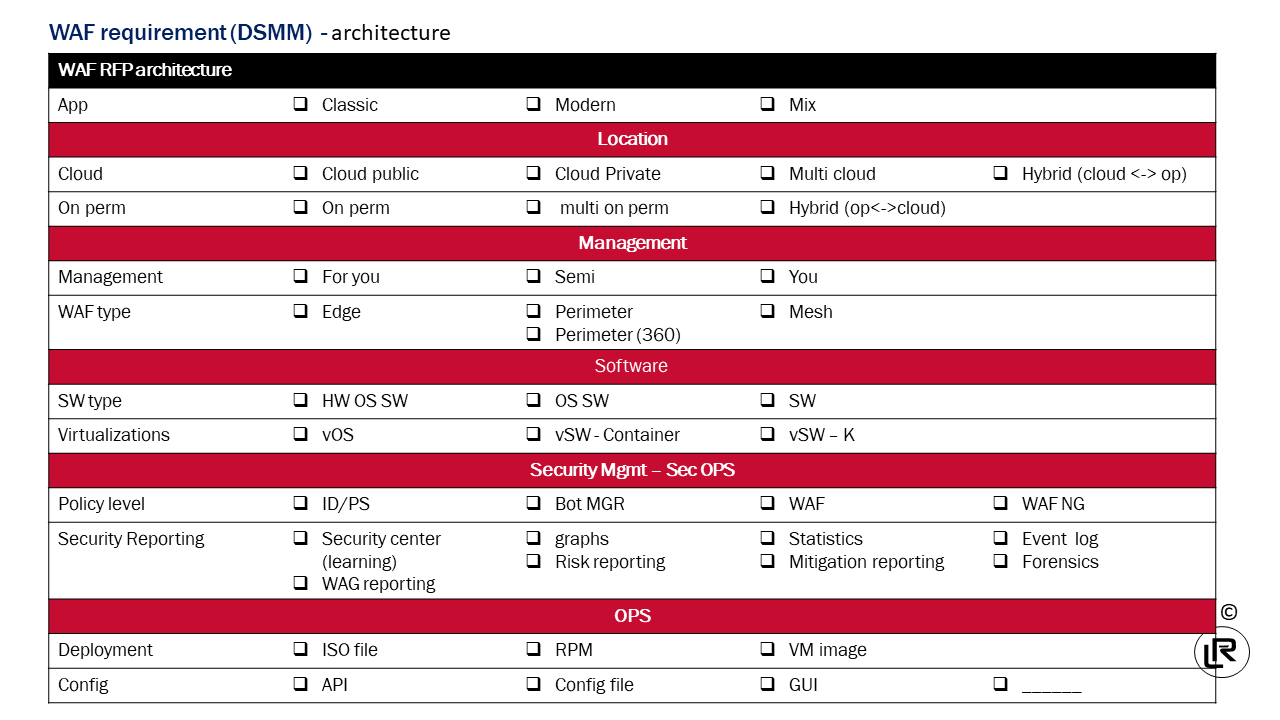 WAF requirement (DSMM) - architecture
WAF RFP architecture
App ❑ Classic ❑ Modern ❑ Mix
Location
Cloud ❑ Cloud public ❑ Cloud Private ❑ Multi cloud ❑ Hybrid (cloud <-> op)
On perm ❑ On perm ❑ multi on perm ❑ Hybrid (op<->cloud)
Management
Management ❑ For you ❑ Semi ❑ You
WAF type ❑ Edge ❑ Perimeter ❑ Mesh
❑ Perimeter (360)
Software
SW type ❑ HW OS SW ❑ OS SW ❑ SW
Virtualizations ❑ vOS ❑ vSW - Container ❑ vSW – K
Security Mgmt – Sec OPS
Policy level ❑ ID/PS ❑ Bot MGR ❑ WAF ❑ WAF NG
Security Reporting ❑ Security center ❑ graphs ❑ Statistics ❑ Event log
(learning) ❑ Risk reporting ❑ Mitigation reporting ❑ Forensics
❑ WAG reporting
OPS
©
Deployment ❑ ISO file ❑ RPM ❑ VM image
LR
Config ❑ API ❑ Config file ❑ GUI ❑ ______